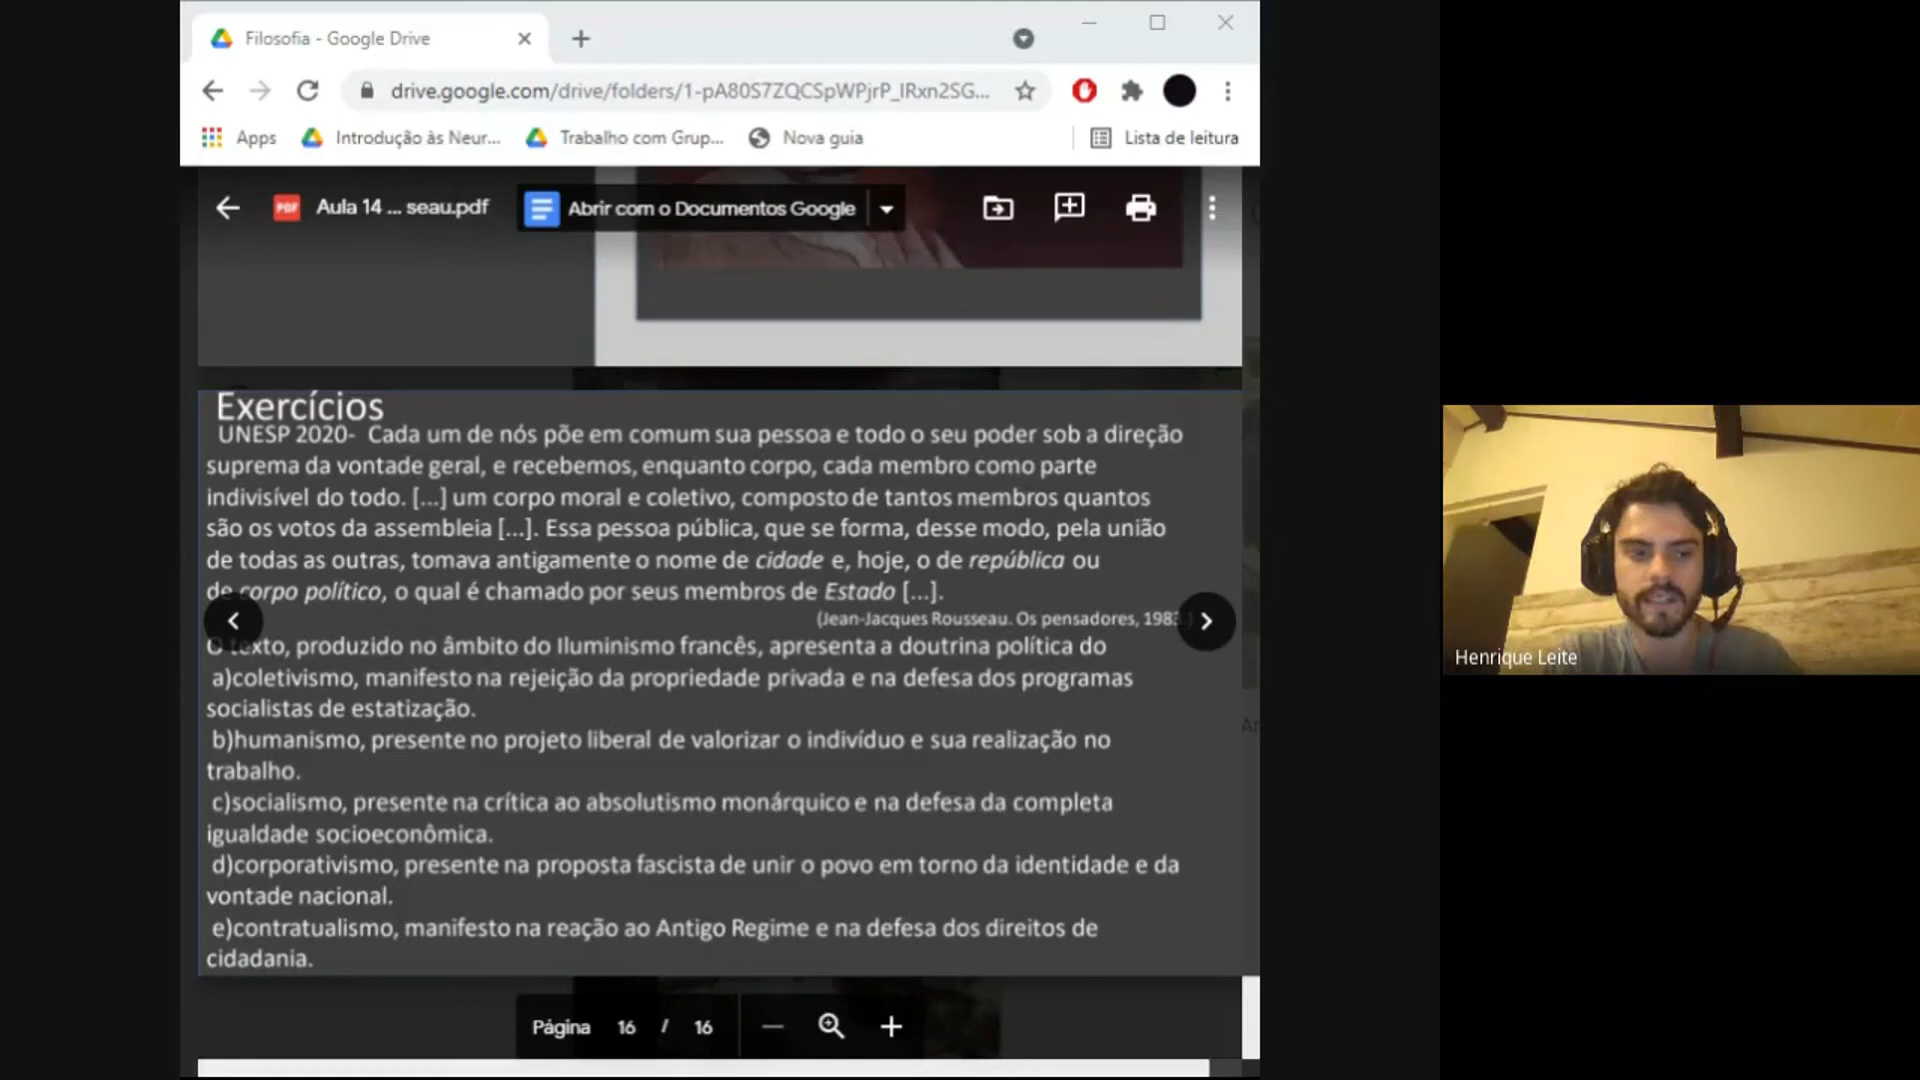 Filosofia - Google Drive
drive.google.com/drive/folders/1-pA80S7ZQCSpWPjrP_IRxn2SG...
Apps
Introdução às Neur...
Trabalho com Grup...
Nova guia
Lista de leitura
PDF
Aula 14 ... seau.pdf
Abrir com o Documentos Google
Exercícios
UNESP 2020- Cada um de nós põe em comum sua pessoa e todo o seu poder sob a direção
suprema da vontade geral, e recebemos, enquanto corpo, cada membro como parte
indivisível do todo. [...] um corpo moral e coletivo, composto de tantos membros quantos
são os votos da assembleia [...]. Essa pessoa pública, que se forma, desse modo, pela união
de todas as outras, tomava antigamente o nome de cidade e, hoje, o de república ou
de corpo político, o qual é chamado por seus membros de Estado [...].
(Jean-Jacques Rousseau. Os pensadores, 1983.)
O texto, produzido no âmbito do Iluminismo francês, apresenta a doutrina política do
a)coletivismo, manifesto na rejeição da propriedade privada e na defesa dos programas
socialistas de estatização.
b)humanismo, presente no projeto liberal de valorizar o indivíduo e sua realização no
trabalho.
c)socialismo, presente na crítica ao absolutismo monárquico e na defesa da completa
igualdade socioeconômica.
d)corporativismo, presente na proposta fascista de unir o povo em torno da identidade e da
vontade nacional.
e)contratualismo, manifesto na reação ao Antigo Regime e na defesa dos direitos de
cidadania.
Página 16 / 16
Henrique Leite